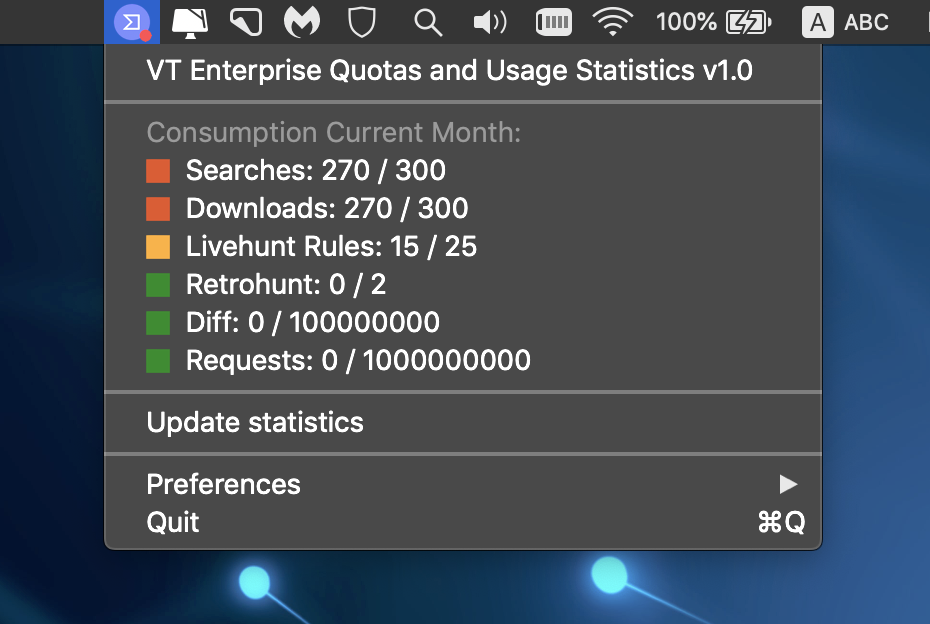 100% A ABC
VT Enterprise Quotas and Usage Statistics v1.0
Consumption Current Month:
Searches: 270 / 300
Downloads: 270 / 300
Livehunt Rules: 15 / 25
Retrohunt: 0 / 2
Diff: 0 / 100000000
Requests: 0 / 1000000000
Update statistics
Preferences ▶
Quit ⌘Q